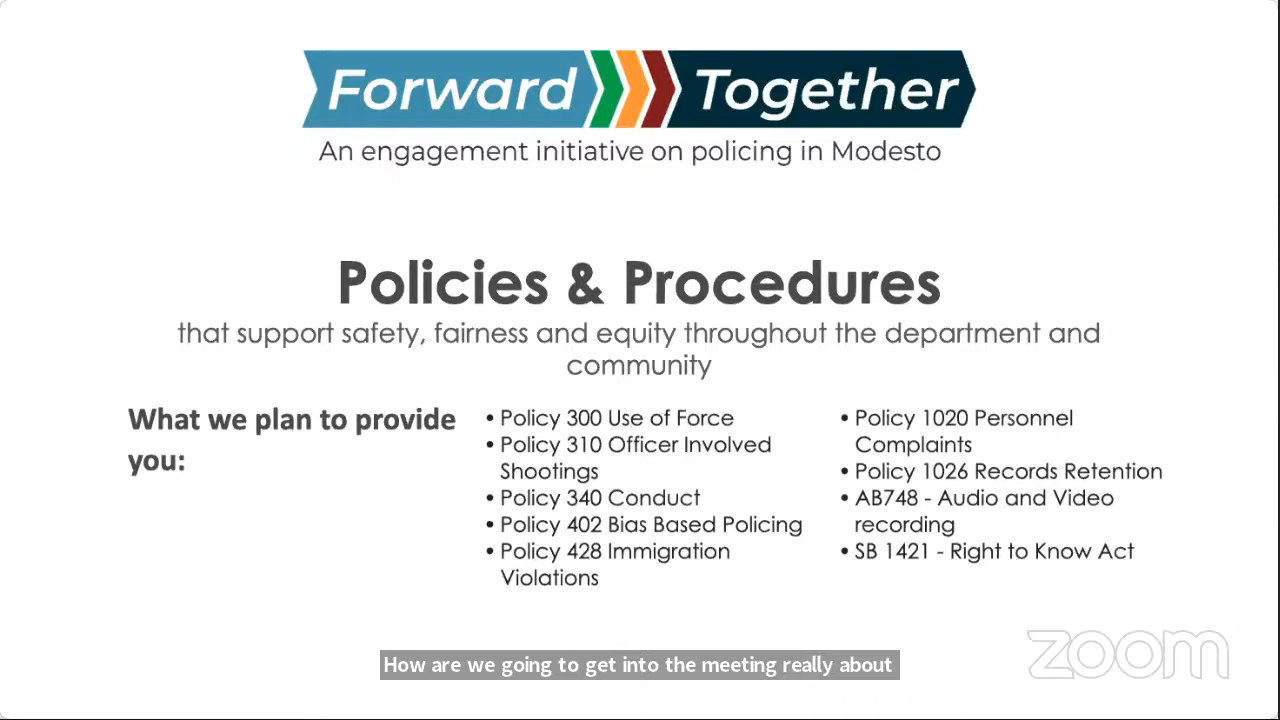 Forward Together
An engagement initiative on policing in Modesto
Policies & Procedures
that support safety, fairness and equity throughout the department and
community
What we plan to provide
you:
• Policy 300 Use of Force
• Policy 310 Officer Involved
Shootings
• Policy 340 Conduct
• Policy 402 Bias Based Policing
• Policy 428 Immigration
Violations
• Policy 1020 Personnel
Complaints
• Policy 1026 Records Retention
• AB748 - Audio and Video
recording
• SB 1421 - Right to Know Act
How are we going to get into the meeting really about
zoom